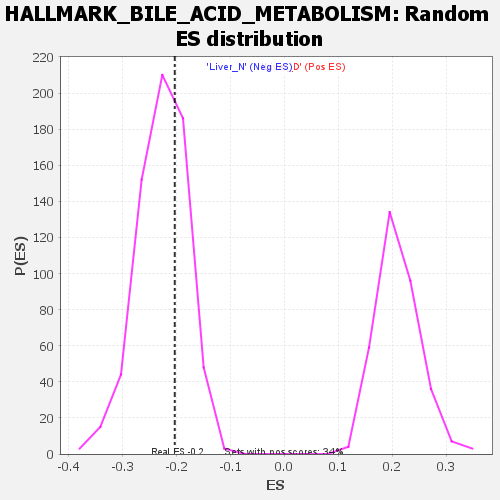 HALLMARK_BILE_ACID_METABOLISM: Random
ES distribution
'Liver_N' (Neg ES)D' (Pos ES)
220
200
180
160
140
120
100
80
60
40
20
0
P(ES)
Real ES -0.2
Sets with pos scores: 34%
-0.4 -0.3 -0.2 -0.1 0.0 0.1 0.2 0.3
ES